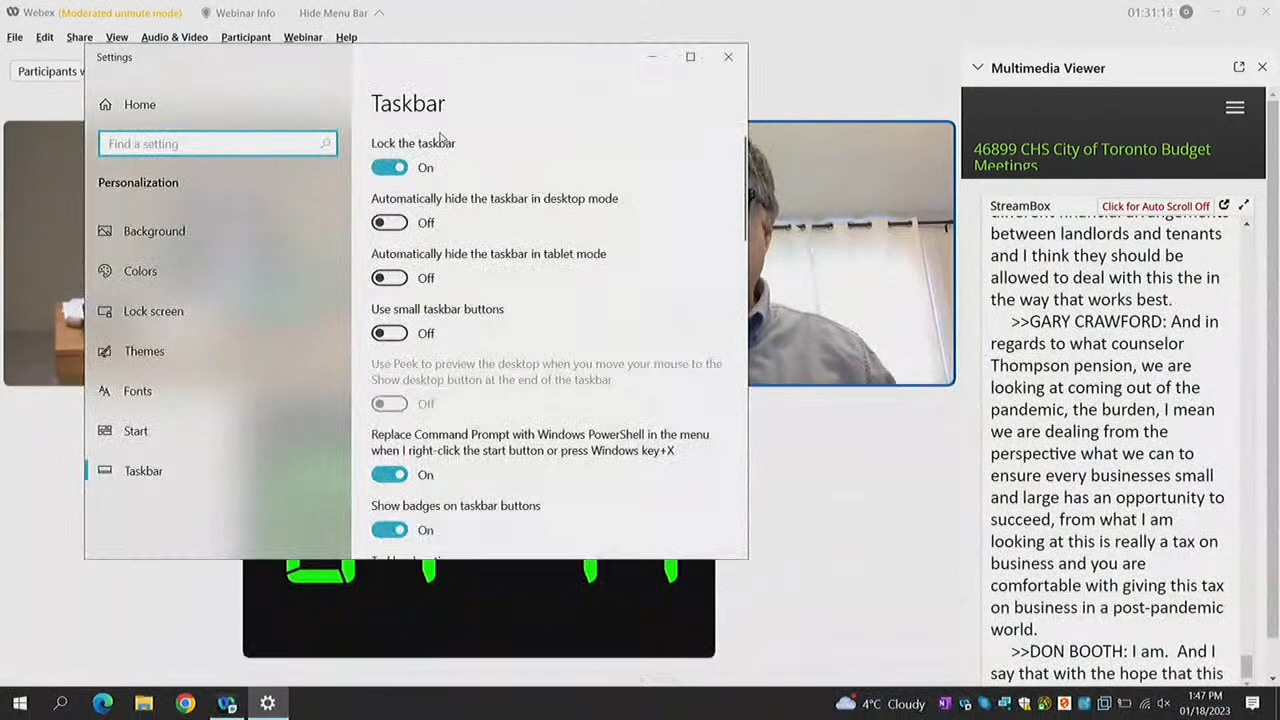 Webex (Moderated unmute mode) Webinar Info Hide Menu Bar 01:31:14
File Edit Share View Audio & Video Participant Webinar Help
Participants w
Settings
Home
Find a setting
Personalization
Background
Colors
Lock screen
Themes
Fonts
Start
Taskbar
Taskbar
Lock the taskbar
On
Automatically hide the taskbar in desktop mode
Off
Automatically hide the taskbar in tablet mode
Off
Use small taskbar buttons
Off
Use Peek to preview the desktop when you move your mouse to the
Show desktop button at the end of the taskbar
Off
Replace Command Prompt with Windows PowerShell in the menu
when I right-click the start button or press Windows key+X
On
Show badges on taskbar buttons
On
Multimedia Viewer
46899 CHS City of Toronto Budget
Meetings
StreamBox Click for Auto Scroll Off
different financial arrangements
between landlords and tenants
and I think they should be
allowed to deal with this the in
the way that works best.
>>GARY CRAWFORD: And in
regards to what counselor
Thompson pension, we are
looking at coming out of the
pandemic, the burden, I mean
we are dealing from the
perspective what we can to
ensure every businesses small
and large has an opportunity to
succeed, from what I am
looking at this is really a tax on
business and you are
comfortable with giving this tax
on business in a post-pandemic
world.
>>DON BOOTH: I am. And I
say that with the hope that this
4°C Cloudy
1:47 PM
01/18/2023